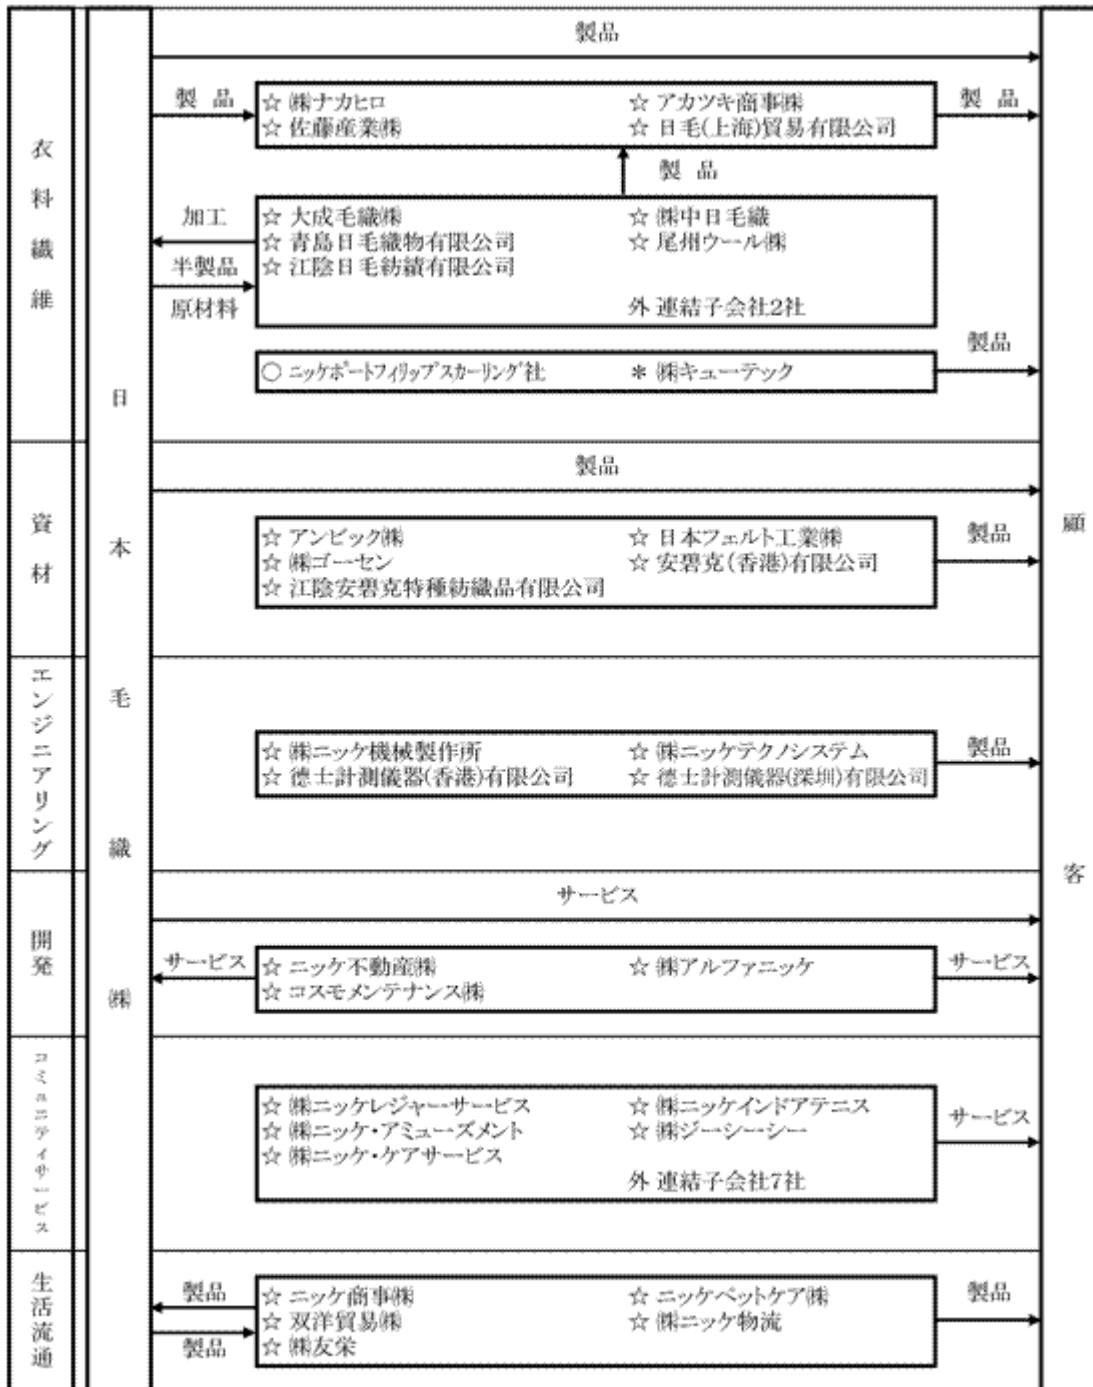 衣料繊維
日本毛織㈱
顧客
製品
製品
☆ ㈱ナカヒロ ☆ アカツキ商事㈱
☆ 佐藤産業㈱ ☆ 日毛(上海)貿易有限公司
製品
製品
加工
半製品
原材料
☆ 大成毛織㈱ ☆ ㈱中日毛織
☆ 青島日毛織物有限公司 ☆ 尾州ウール㈱
☆ 江陰日毛紡績有限公司
外 連結子会社2社
○ ニッケポートフィリップスカーリング社 * ㈱キューテック
製品
資材
製品
☆ アンビック㈱ ☆ 日本フェルト工業㈱
☆ ㈱ゴーセン ☆ 安碧克(香港)有限公司
☆ 江陰安碧克特種紡織品有限公司
製品
エンジニアリング
☆ ㈱ニッケ機械製作所 ☆ ㈱ニッケテクノシステム
☆ 德士計測儀器(香港)有限公司 ☆ 德士計測儀器(深圳)有限公司
製品
開発
サービス
サービス
☆ ニッケ不動産㈱ ☆ ㈱アルファニッケ
☆ コスモメンテナンス㈱
サービス
コミュニティサービス
☆ ㈱ニッケレジャーサービス ☆ ㈱ニッケインドアテニス
☆ ㈱ニッケ・アミューズメント ☆ ㈱ジーシーシー
☆ ㈱ニッケ・ケアサービス
外 連結子会社7社
サービス
生活流通
製品
製品
☆ ニッケ商事㈱ ☆ ニッケペットケア㈱
☆ 双洋貿易㈱ ☆ ㈱ニッケ物流
☆ ㈱友栄
製品